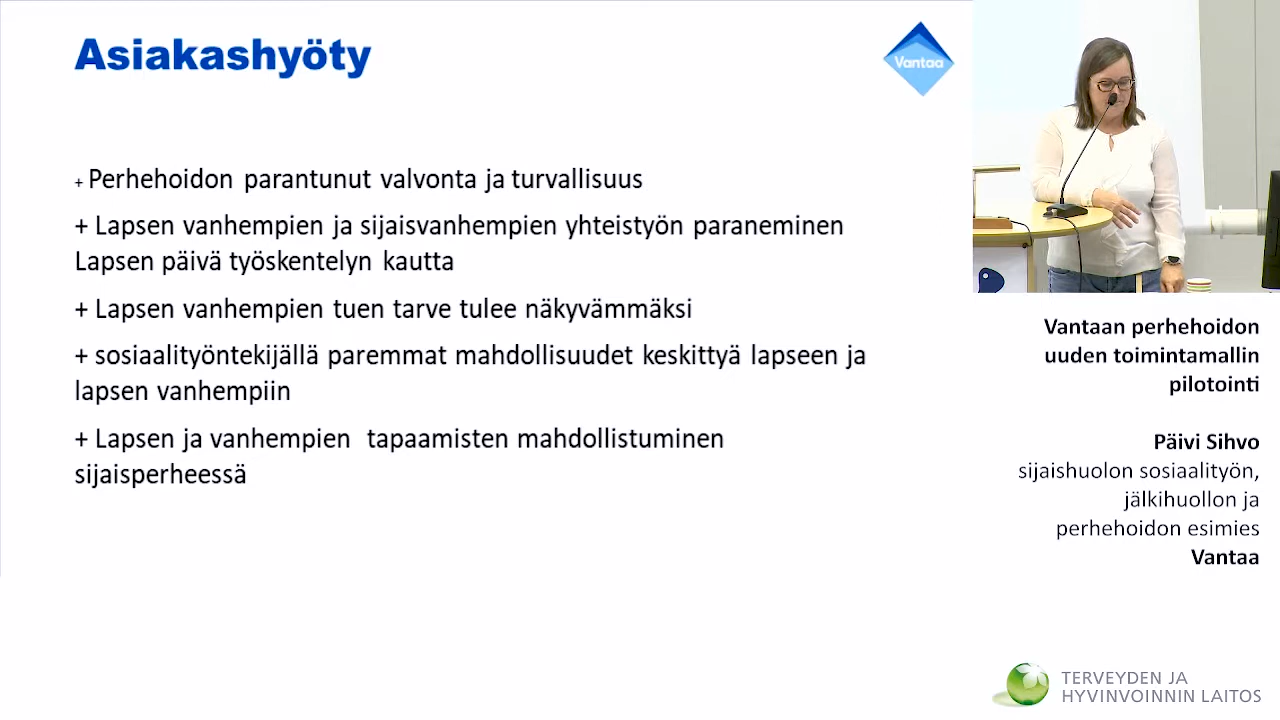 Asiakashyöty
Vantaa
+ Perhehoidon parantunut valvonta ja turvallisuus
+ Lapsen vanhempien ja sijaisvanhempien yhteistyön paraneminen
Lapsen päivä työskentelyn kautta
+ Lapsen vanhempien tuen tarve tulee näkyvämmäksi
+ sosiaalityöntekijällä paremmat mahdollisuudet keskittyä lapseen ja
lapsen vanhempiin
+ Lapsen ja vanhempien tapaamisten mahdollistuminen
sijaisperheessä
Vantaan perhehoidon
uuden toimintamallin
pilotointi
Päivi Sihvo
sijaishuolon sosiaalityön,
jälkihuollon ja
perhehoidon esimies
Vantaa
TERVEYDEN JA
HYVINVOINNIN LAITOS